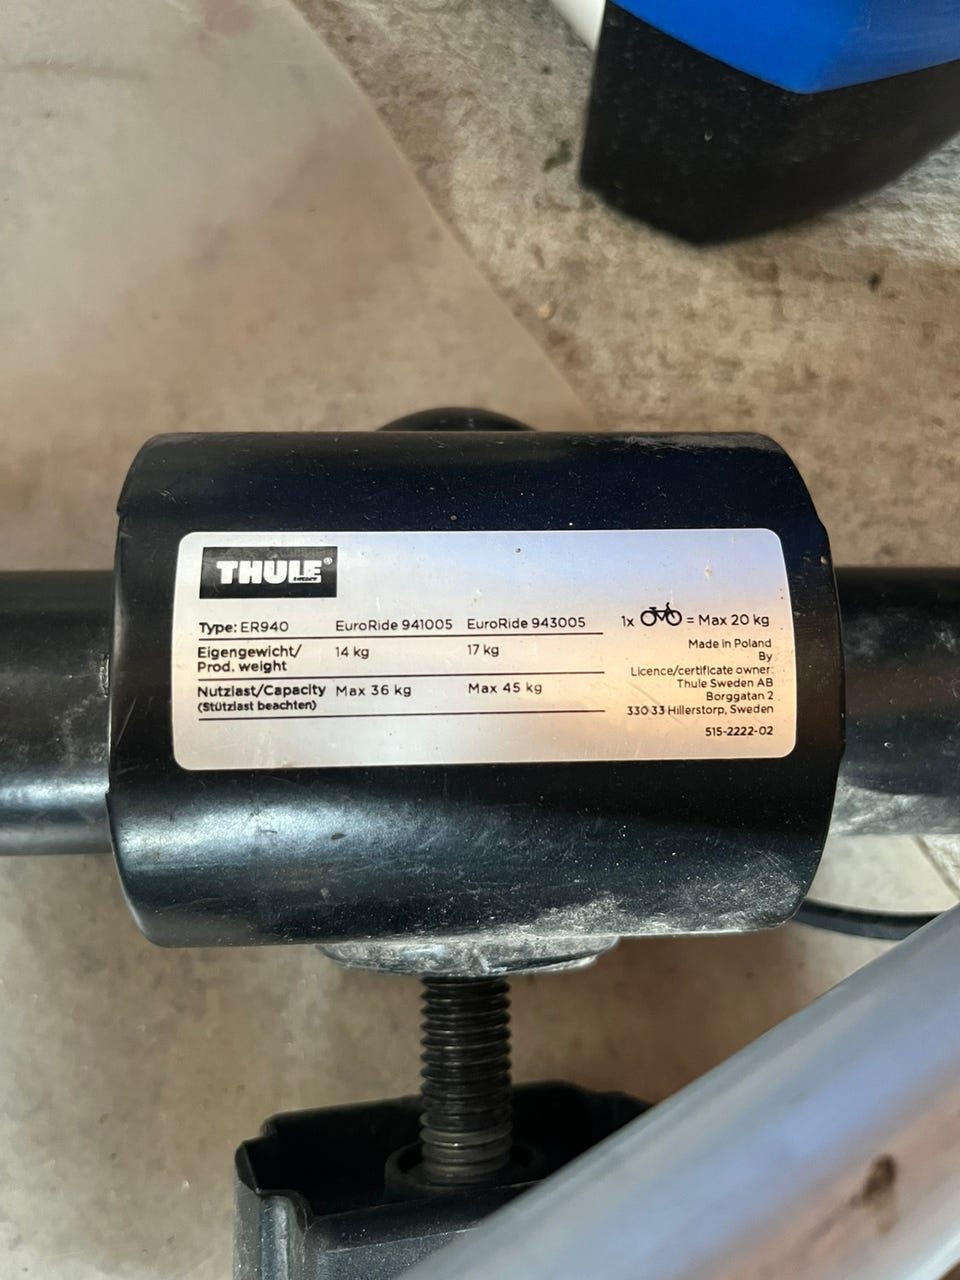 THULE®
SWEDEN
Type: ER940 EuroRide 941005 EuroRide 943005
Eigengewicht/ 14 kg 17 kg
Prod. weight
Nutzlast/Capacity Max 36 kg Max 45 kg
(Stützlast beachten)
1x = Max 20 kg
Made in Poland
By
Licence/certificate owner:
Thule Sweden AB
Borggatan 2
330 33 Hillerstorp, Sweden
515-2222-02